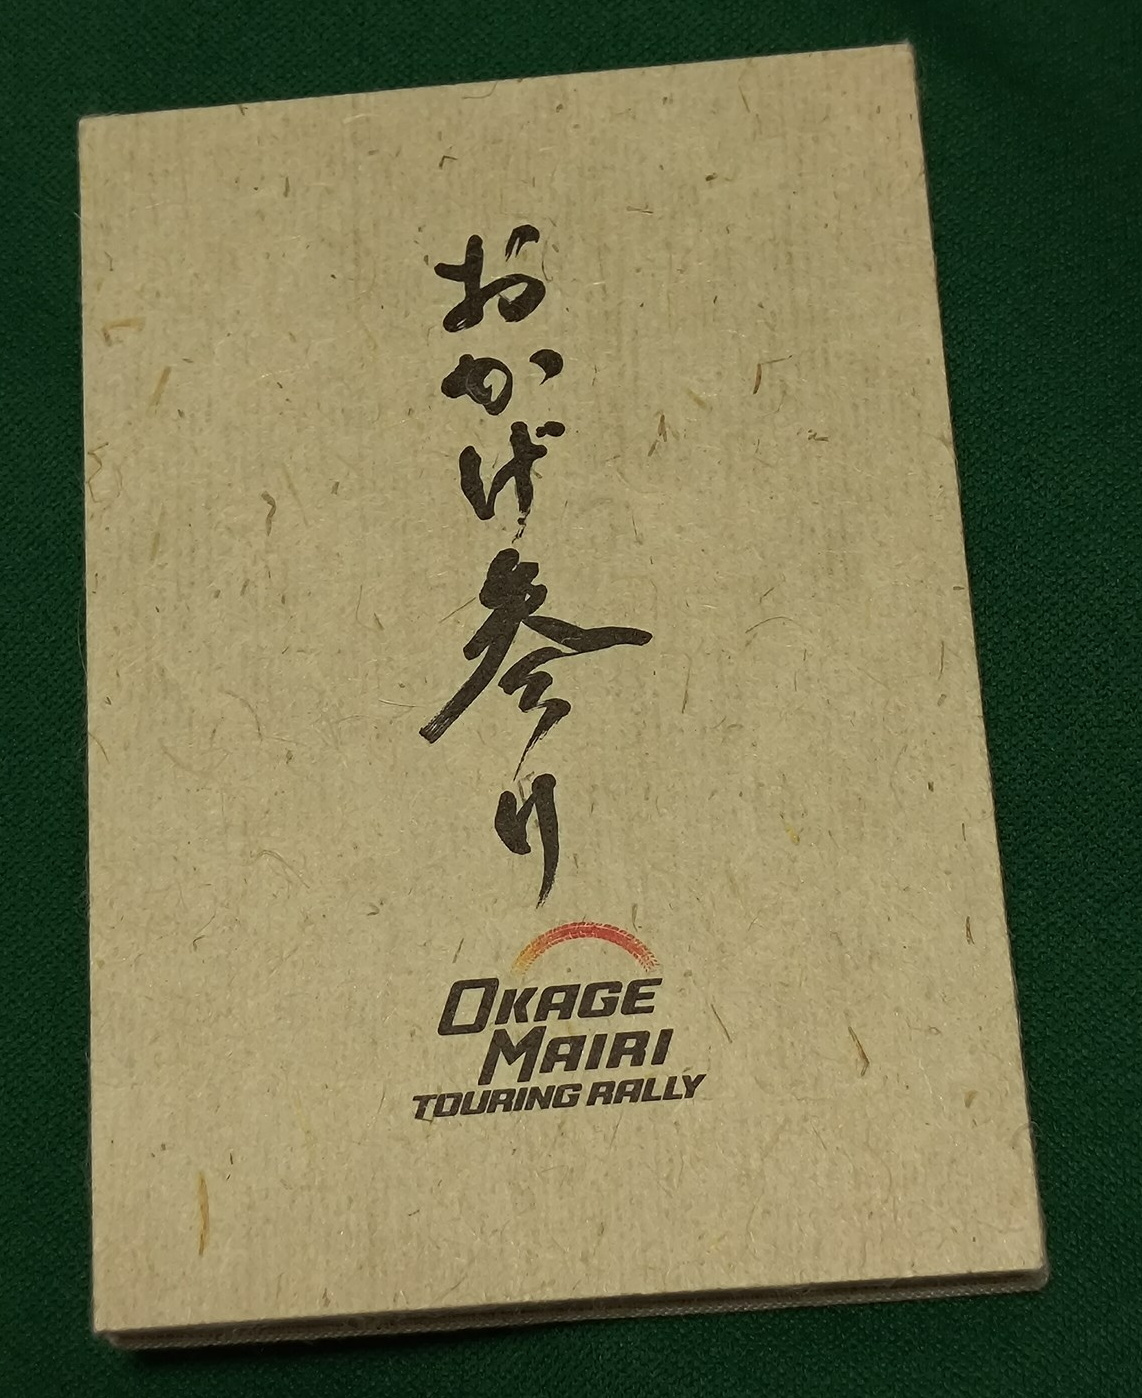 おかげ参り
OKAGE
MAIRI
TOURING RALLY